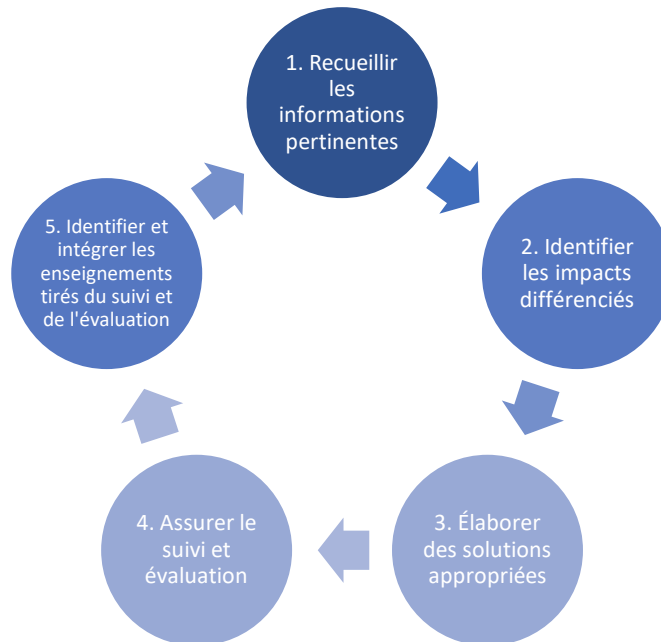 1. Recueillir
les
informations
pertinentes
2. Identifier
les impacts
différenciés
3. Élaborer
des solutions
appropriées
4. Assurer le
suivi et
évaluation
5. Identifier et
intégrer les
enseignements
tirés du suivi et
de l'évaluation